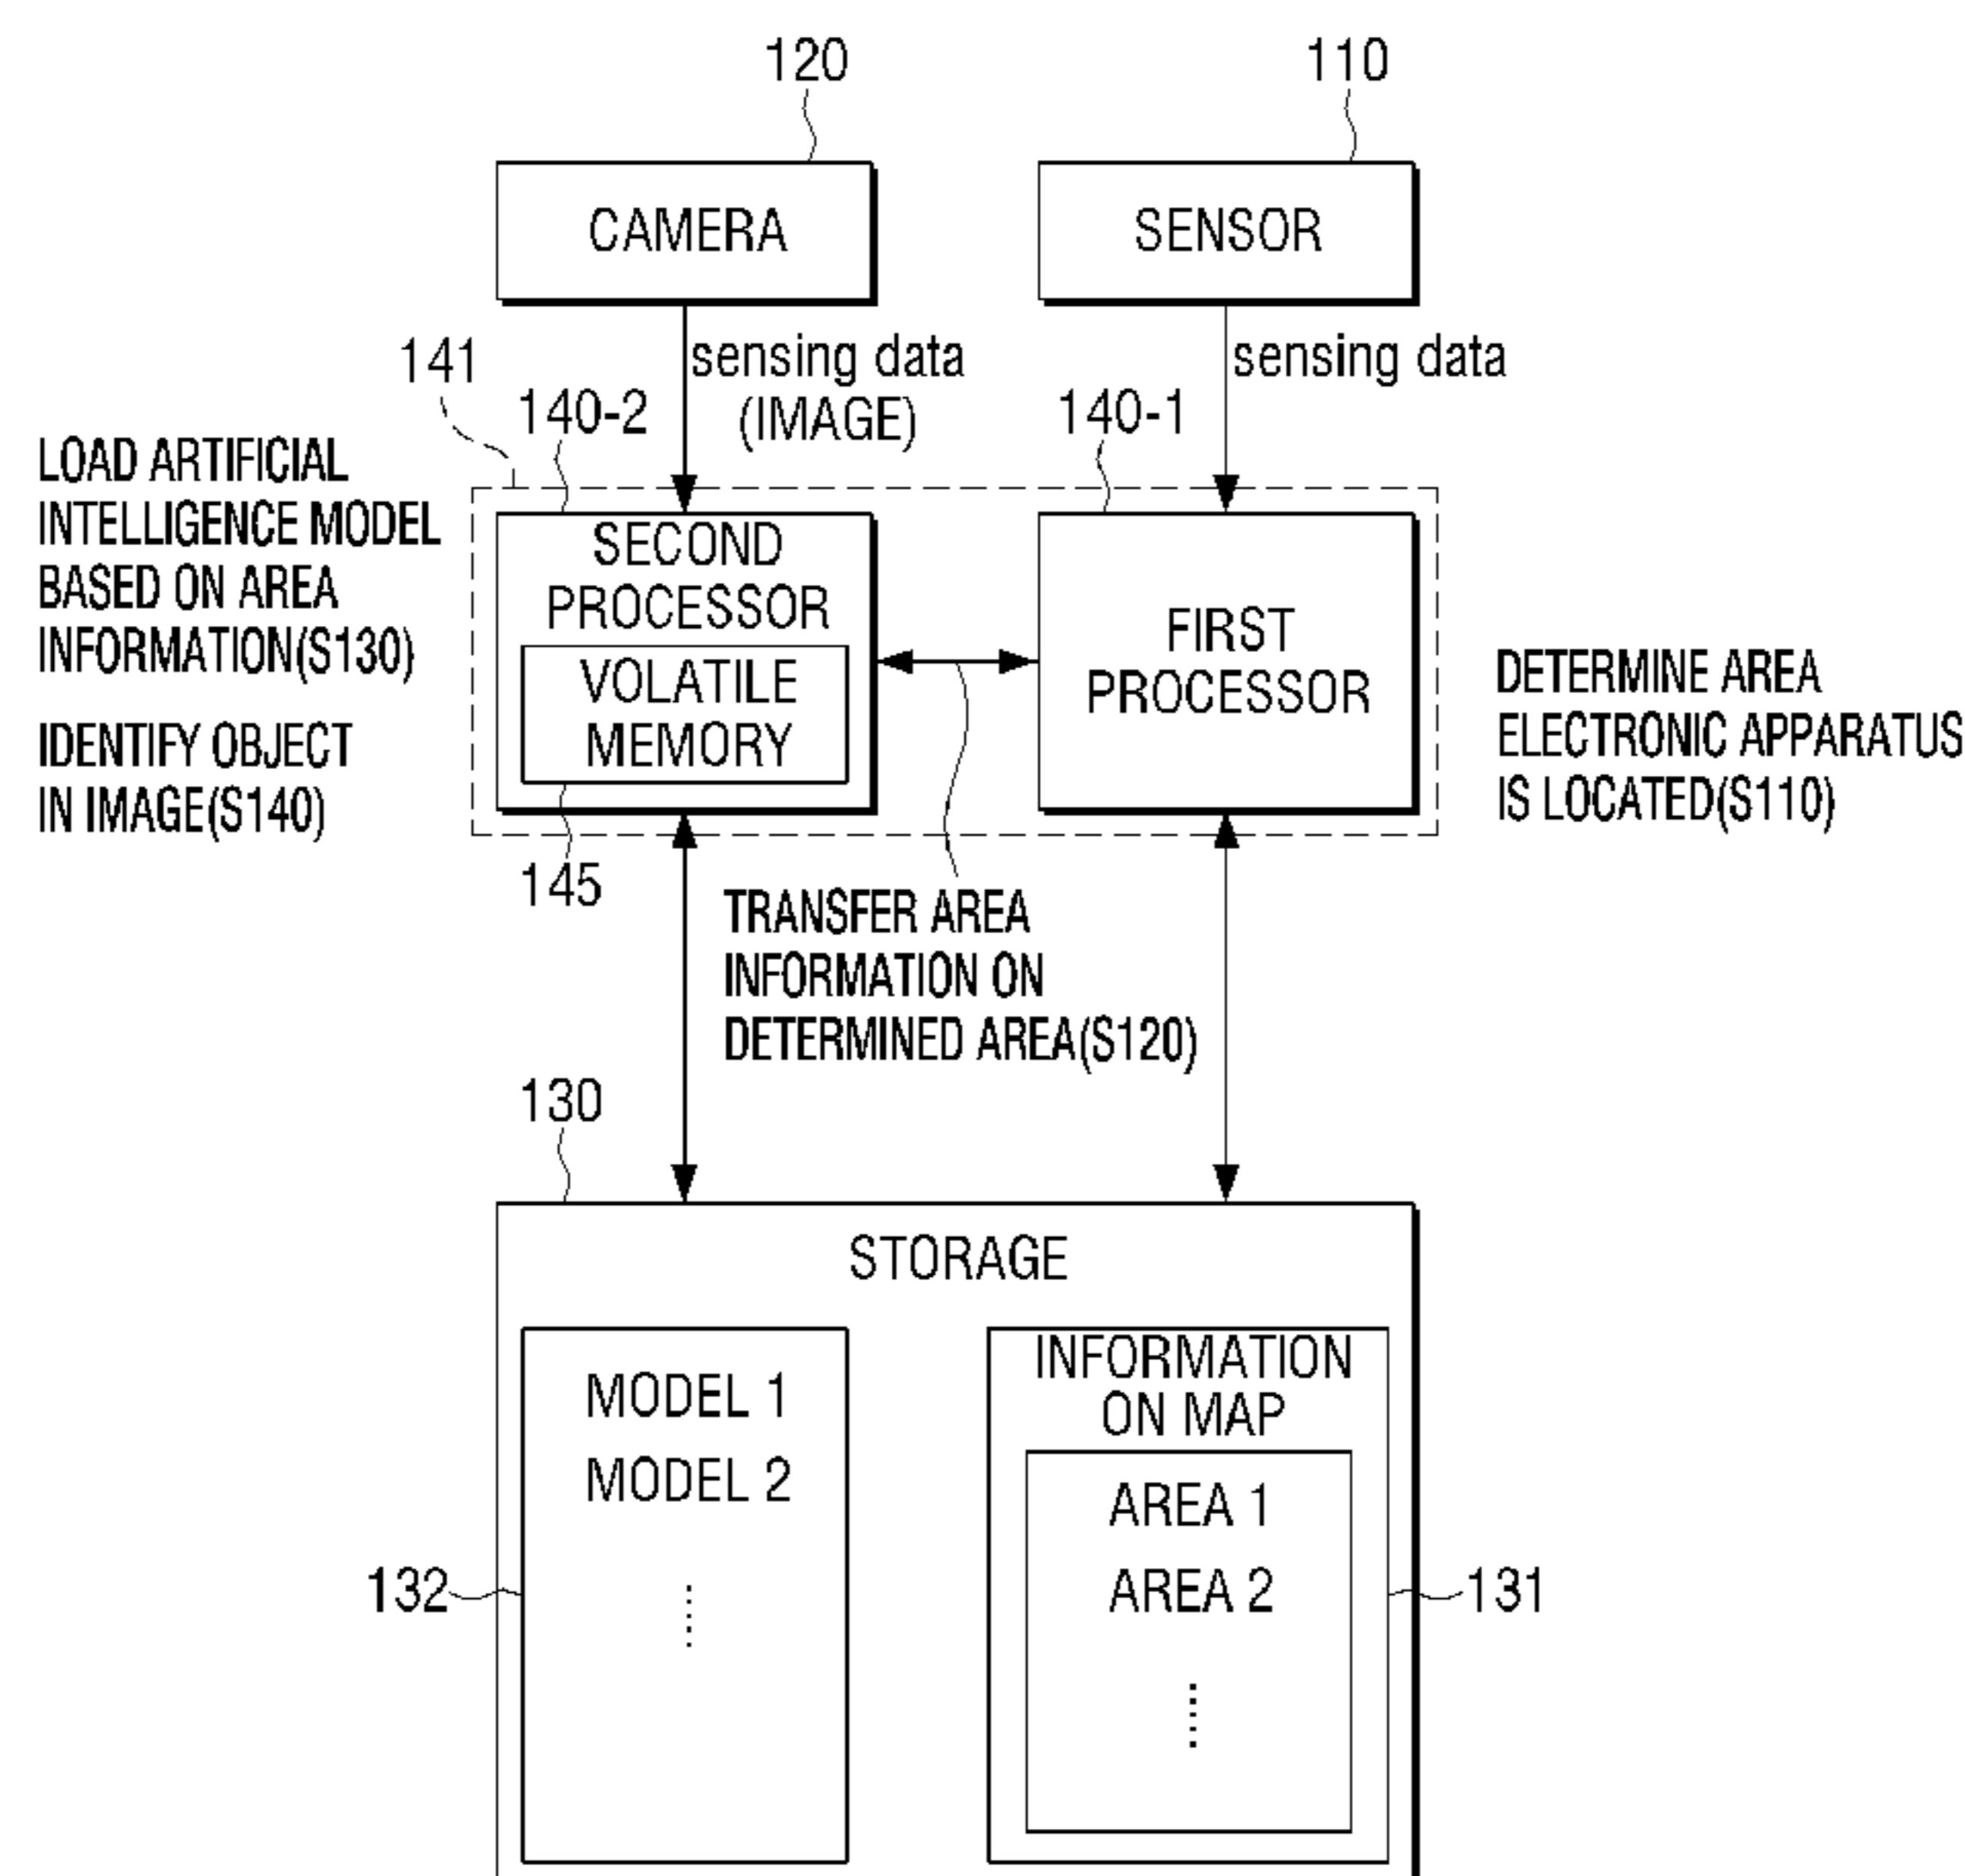 120
110
CAMERA
SENSOR
141
sensing data
(IMAGE)
sensing data
140-2
140-1
LOAD ARTIFICIAL
INTELLIGENCE MODEL
BASED ON AREA
INFORMATION(S130)
IDENTIFY OBJECT
IN IMAGE(S140)
SECOND
PROCESSOR
VOLATILE
MEMORY
FIRST
PROCESSOR
DETERMINE AREA
ELECTRONIC APPARATUS
IS LOCATED(S110)
145
TRANSFER AREA
INFORMATION ON
DETERMINED AREA(S120)
130
STORAGE
MODEL 1
MODEL 2
INFORMATION
ON MAP
AREA 1
AREA 2
132
131